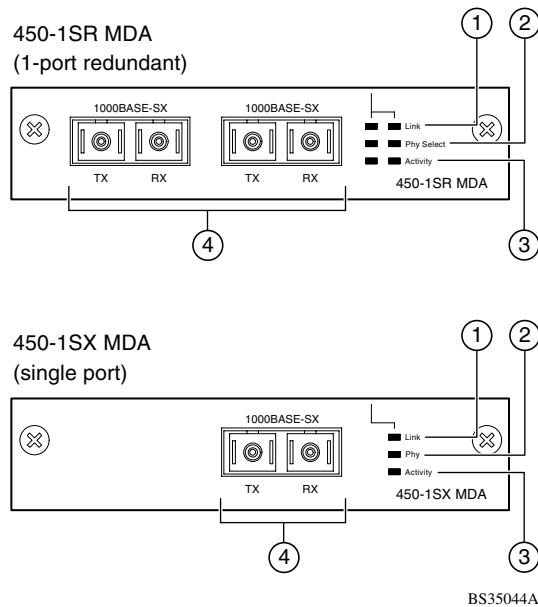 450-1SR MDA
(1-port redundant)
1
2
1000BASE-SX
1000BASE-SX
Link
Phy Select
Activity
TX
RX
TX
RX
450-1SR MDA
4
3
450-1SX MDA
(single port)
1
2
1000BASE-SX
Link
Phy
Activity
TX
RX
450-1SX MDA
4
3
BS35044A